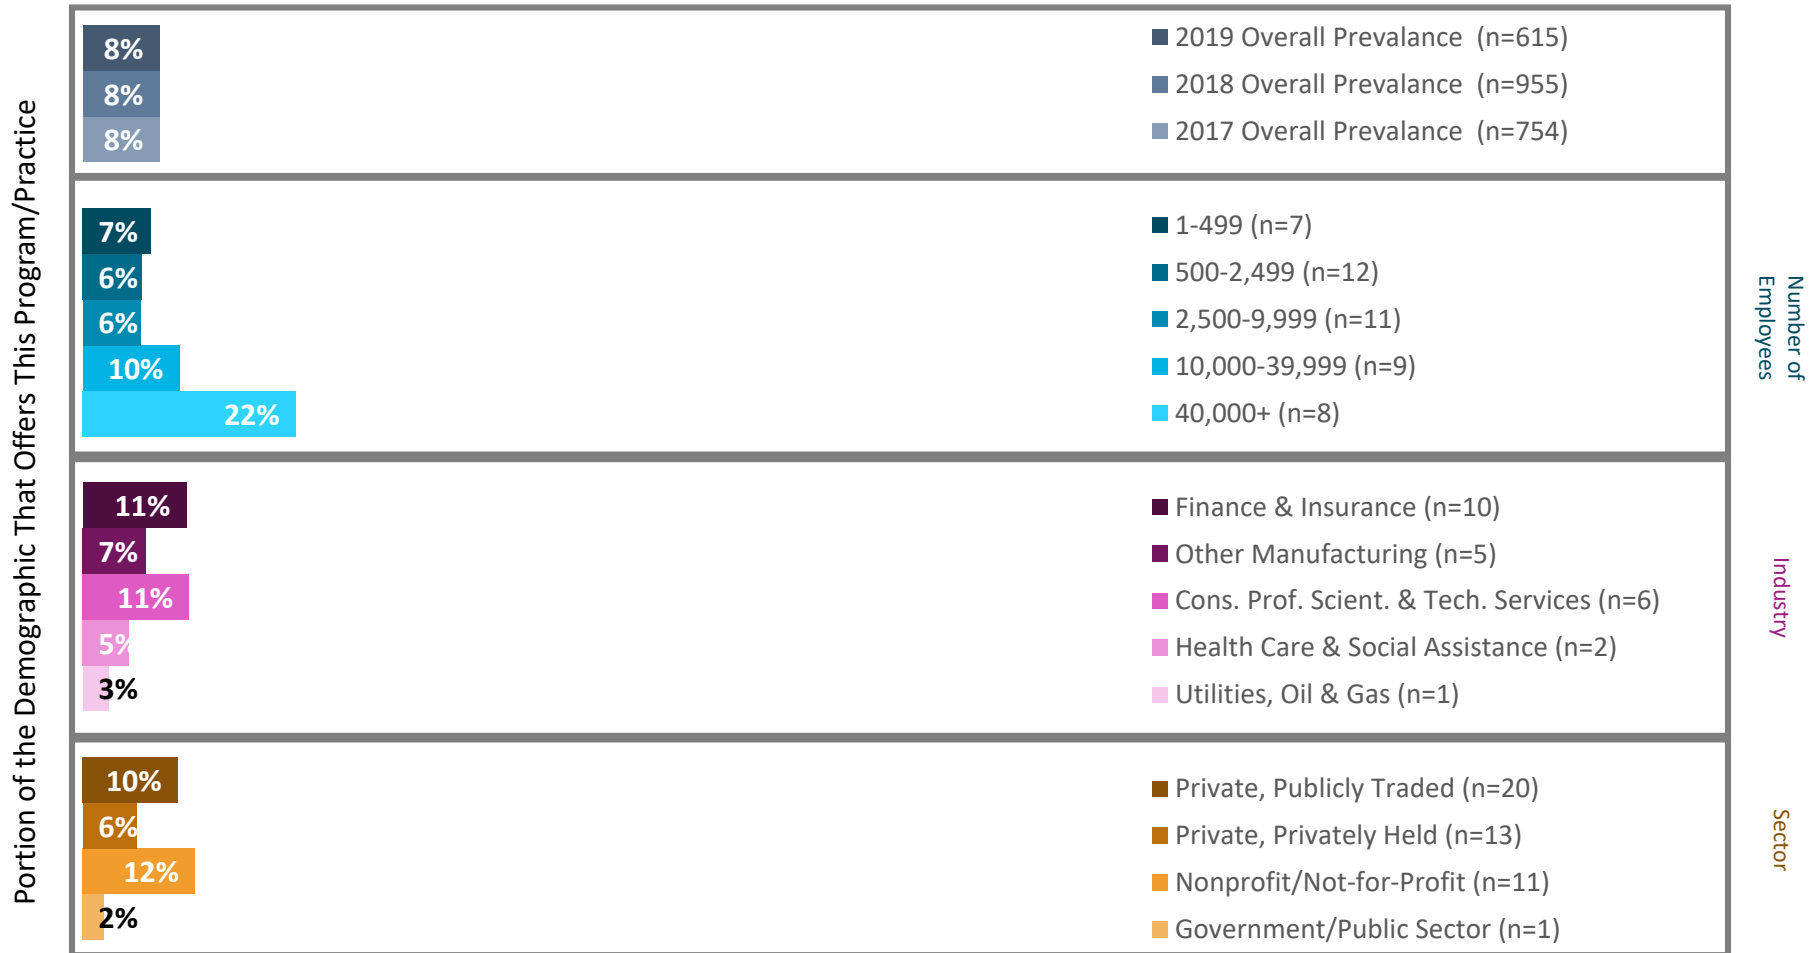 Portion of the Demographic That Offers This Program/Practice
8%
8%
8%
2019 Overall Prevalance (n=615)
2018 Overall Prevalance (n=955)
2017 Overall Prevalance (n=754)
7%
6%
6%
10%
22%
1-499 (n=7)
500-2,499 (n=12)
2,500-9,999 (n=11)
10,000-39,999 (n=9)
40,000+ (n=8)
Number of
Employees
11%
7%
11%
5%
3%
Finance & Insurance (n=10)
Other Manufacturing (n=5)
Cons. Prof. Scient. & Tech. Services (n=6)
Health Care & Social Assistance (n=2)
Utilities, Oil & Gas (n=1)
Industry
10%
6%
12%
2%
Private, Publicly Traded (n=20)
Private, Privately Held (n=13)
Nonprofit/Not-for-Profit (n=11)
Government/Public Sector (n=1)
Sector